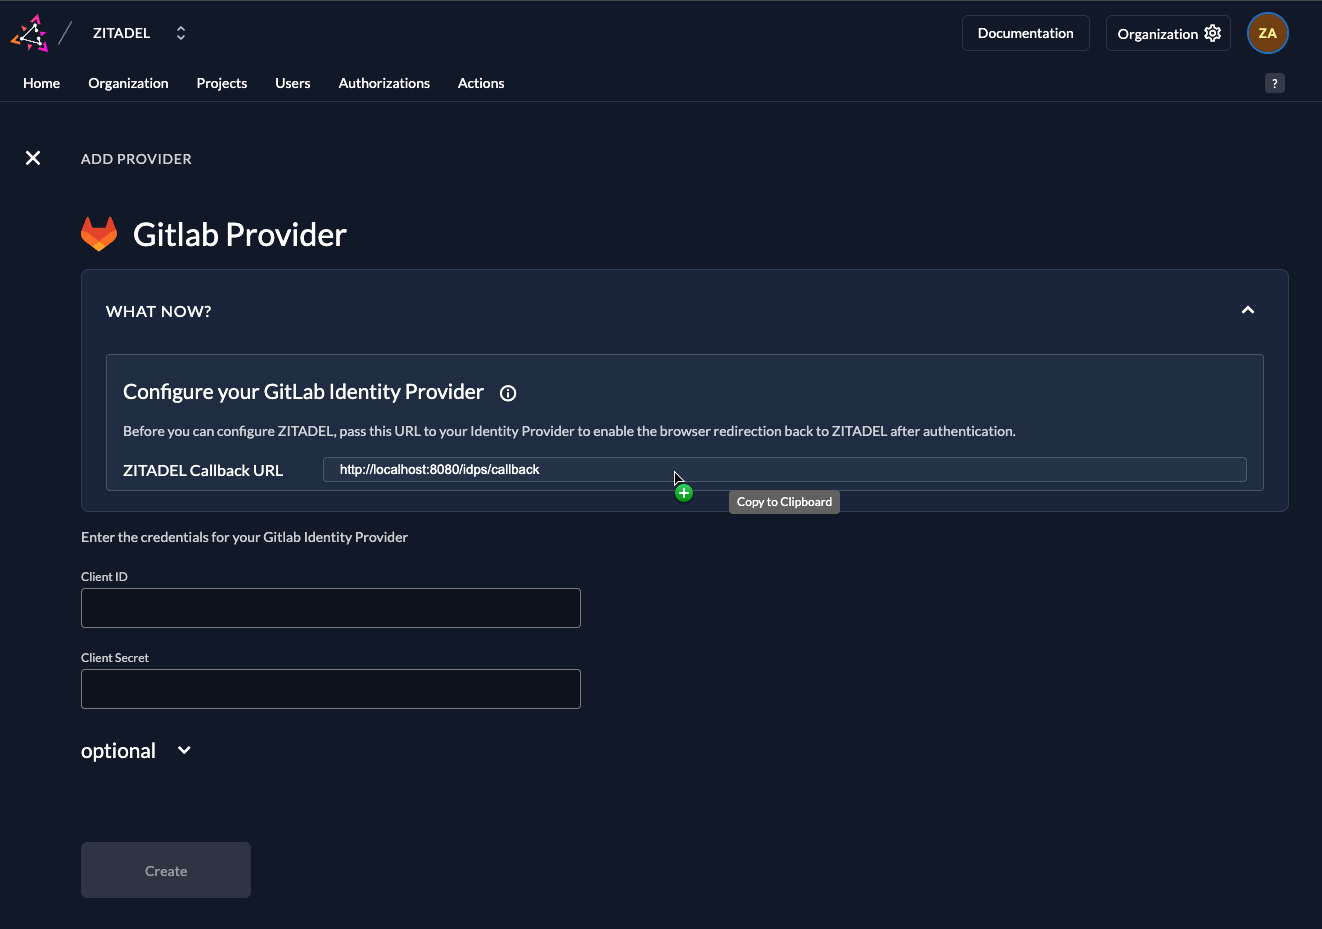 ZITADEL
Documentation
Organization
ZA
Home
Organization
Projects
Users
Authorizations
Actions
?
ADD PROVIDER
Gitlab Provider
WHAT NOW?
Configure your GitLab Identity Provider
Before you can configure ZITADEL, pass this URL to your Identity Provider to enable the browser redirection back to ZITADEL after authentication.
ZITADEL Callback URL
http://localhost:8080/idps/callback
Copy to Clipboard
Enter the credentials for your Gitlab Identity Provider
Client ID
Client Secret
optional
Create